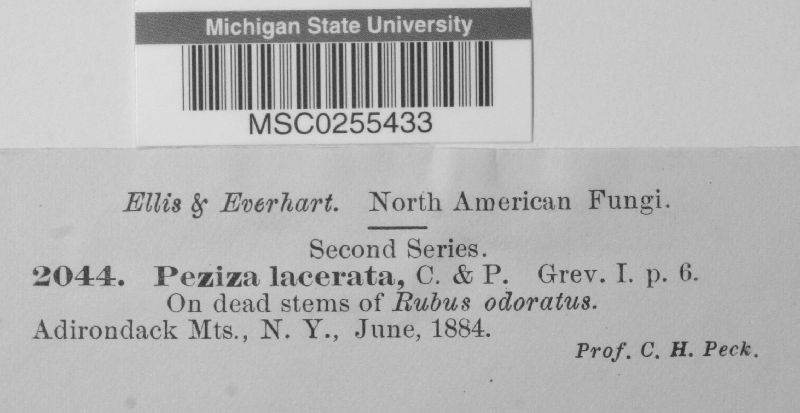 Michigan State University
MSC0255433
Ellis & Everhart. North American Fungi.
Second Series.
2044. Peziza lacerata, C. & P. Grev. I. p. 6.
On dead stems of Rubus odoratus.
Adirondack Mts., N. Y., June, 1884.
Prof. C. H. Peck.